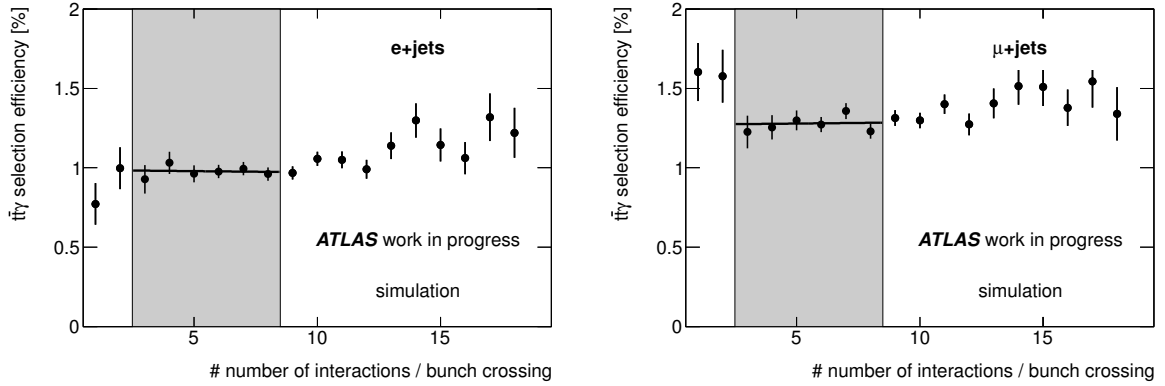 tt̄γ selection efficiency [%]
2
1.5
1
0.5
0
e+jets
ATLAS work in progress
simulation
5
10
15
# number of interactions / bunch crossing
tt̄γ selection efficiency [%]
2
1.5
1
0.5
0
μ+jets
ATLAS work in progress
simulation
5
10
15
# number of interactions / bunch crossing